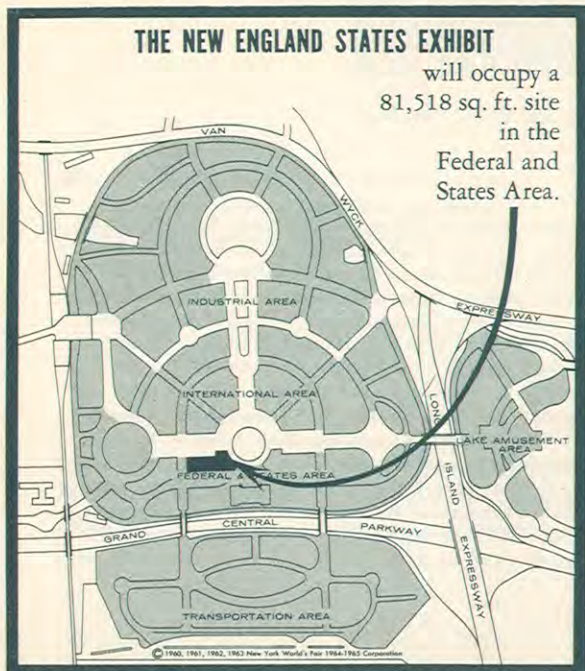 THE NEW ENGLAND STATES EXHIBIT
will occupy a
81,518 sq. ft. site
in the
Federal and
States Area.
VAN
WYCK
EXPRESSWAY
INDUSTRIAL AREA
INTERNATIONAL AREA
LONG
ISLAND
EXPRESSWAY
LAKE AMUSEMENT
AREA
FEDERAL & STATES AREA
GRAND
CENTRAL
PARKWAY
TRANSPORTATION AREA
© 1960, 1961, 1962, 1963 New York World's Fair 1964-1965 Corporation